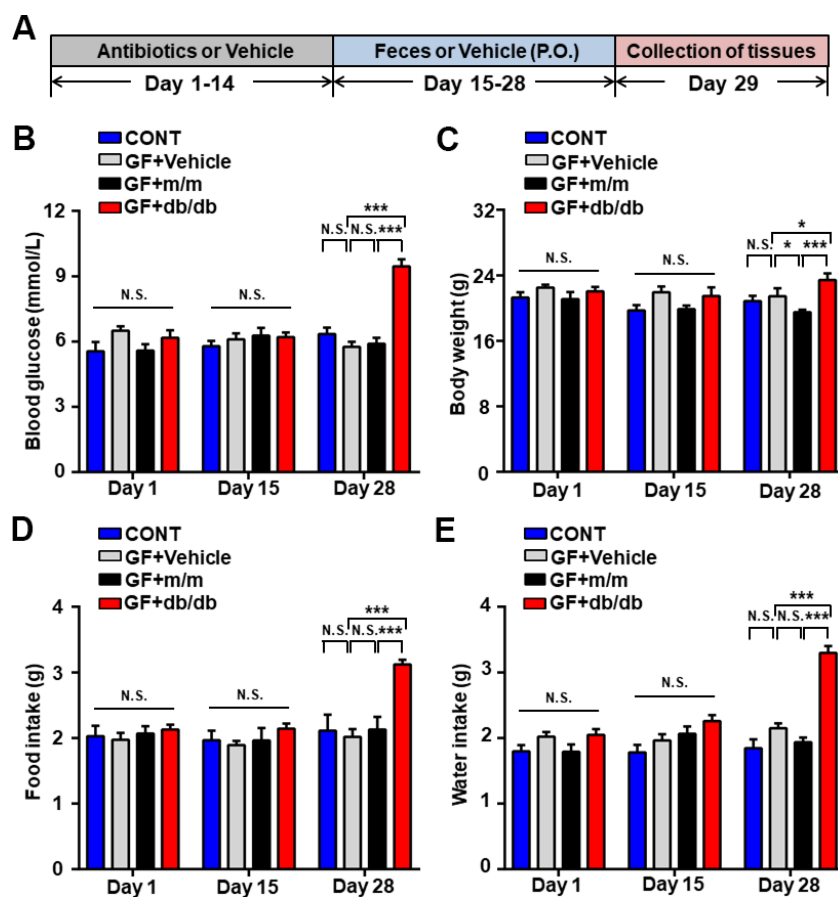 A
Antibiotics or Vehicle Feces or Vehicle (P.O.) Collection of tissues
Day 1-14 Day 15-28 Day 29
B
CONT
GF+Vehicle
GF+m/m
GF+db/db
Blood glucose (mmol/L)
12
9
6
3
0
N.S.
N.S.
***
N.S. N.S. ***
Day 1 Day 15 Day 28
C
CONT
GF+Vehicle
GF+m/m
GF+db/db
Body weight (g)
32
24
16
8
0
N.S.
N.S.
*
N.S. * ***
Day 1 Day 15 Day 28
D
CONT
GF+Vehicle
GF+m/m
GF+db/db
Food intake (g)
4
3
2
1
0
N.S.
N.S.
***
N.S. N.S. ***
Day 1 Day 15 Day 28
E
CONT
GF+Vehicle
GF+m/m
GF+db/db
Water intake (g)
4
3
2
1
0
N.S.
N.S.
***
N.S. N.S. ***
Day 1 Day 15 Day 28